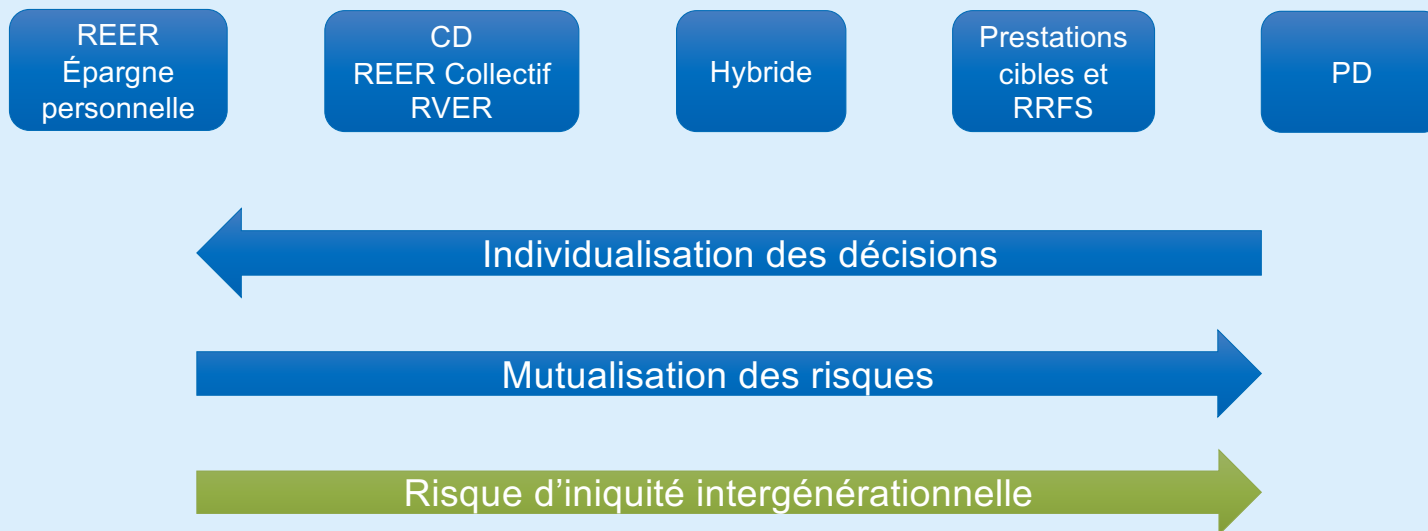 REER
Épargne
personnelle
CD
REER Collectif
RVER
Hybride
Prestations
cibles et
RRFS
PD
Individualisation des décisions
Mutualisation des risques
Risque d’iniquité intergénérationnelle